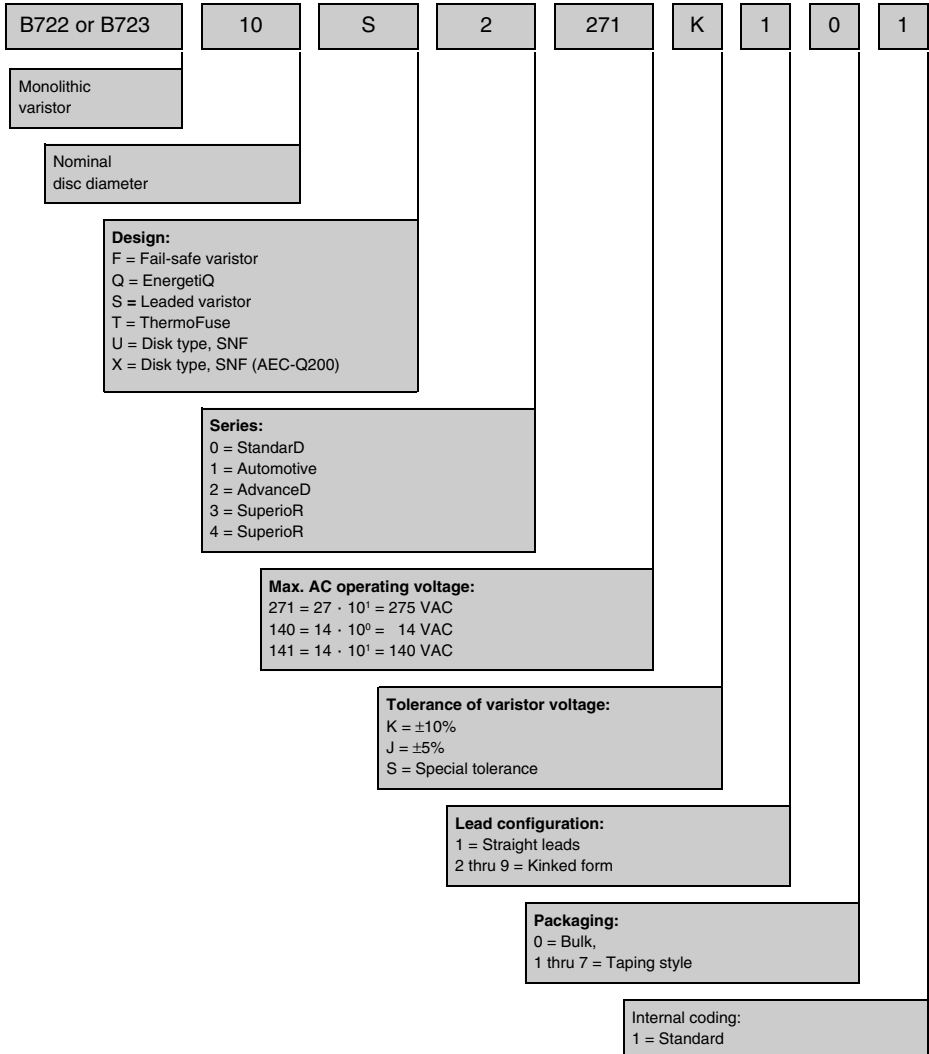 B722 or B723 10 S 2 271 K 1 0 1
Monolithic
varistor
Nominal
disc diameter
Design:
F = Fail-safe varistor
Q = EnergetiQ
S = Leaded varistor
T = ThermoFuse
U = Disk type, SNF
X = Disk type, SNF (AEC-Q200)
Series:
0 = StandarD
1 = Automotive
2 = AdvanceD
3 = SuperioR
4 = SuperioR
Max. AC operating voltage:
271 = 27 · 10¹ = 275 VAC
140 = 14 · 10⁰ = 14 VAC
141 = 14 · 10¹ = 140 VAC
Tolerance of varistor voltage:
K = ±10%
J = ±5%
S = Special tolerance
Lead configuration:
1 = Straight leads
2 thru 9 = Kinked form
Packaging:
0 = Bulk,
1 thru 7 = Taping style
Internal coding:
1 = Standard